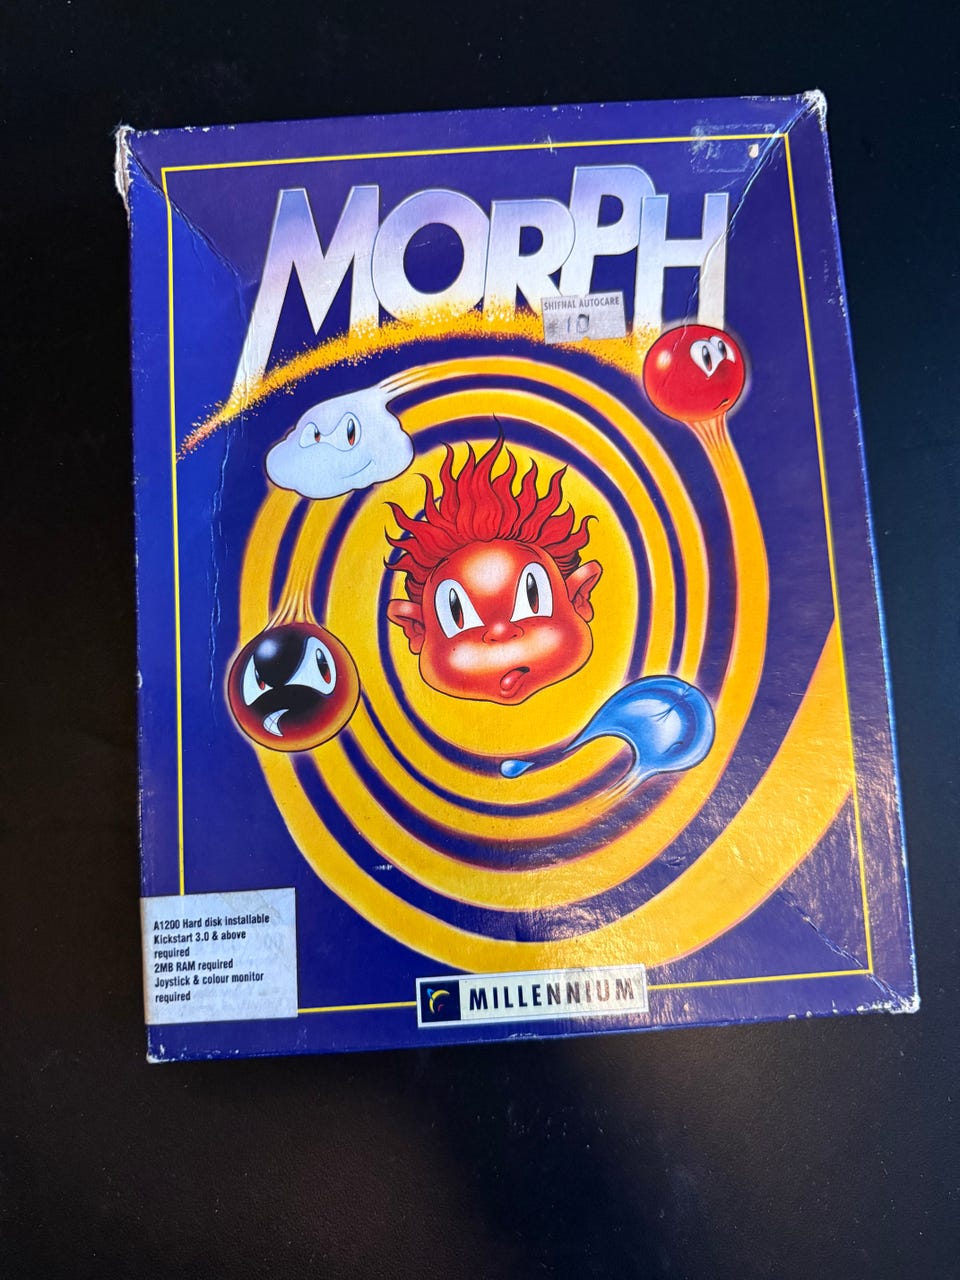 MORPH
SHIFNAL AUTOCARE
£10
A1200 Hard disk installable
Kickstart 3.0 & above
required
2MB RAM required
Joystick & colour monitor
required
MILLENNIUM